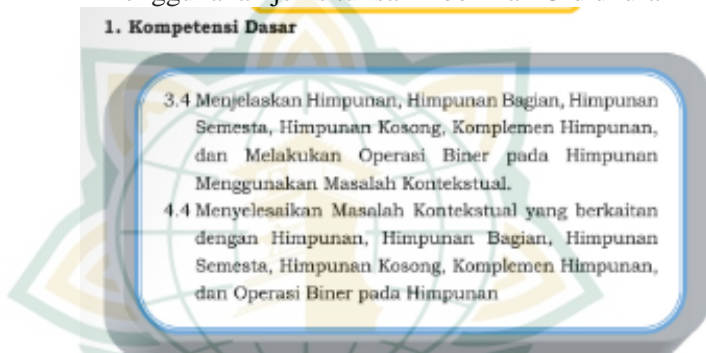 1. Kompetensi Dasar
3.4 Menjelaskan Himpunan, Himpunan Bagian, Himpunan
Semesta, Himpunan Kosong, Komplemen Himpunan,
dan Melakukan Operasi Biner pada Himpunan
Menggunakan Masalah Kontekstual.
4.4 Menyelesaikan Masalah Kontekstual yang berkaitan
dengan Himpunan, Himpunan Bagian, Himpunan
Semesta, Himpunan Kosong, Komplemen Himpunan,
dan Operasi Biner pada Himpunan